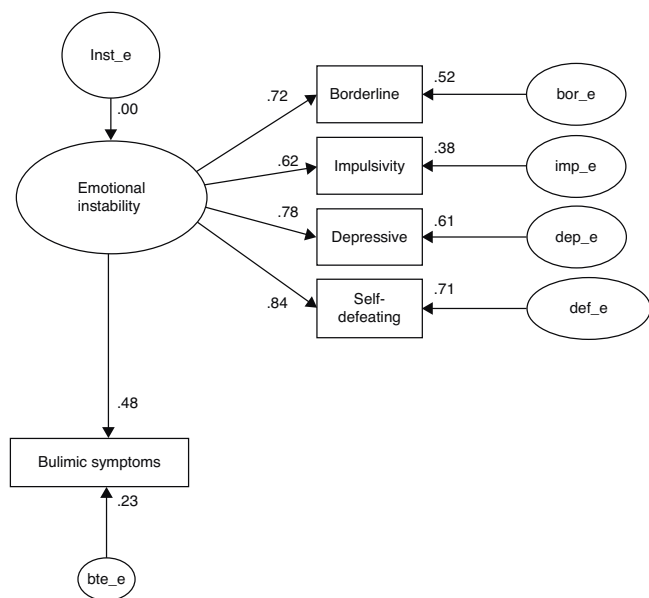 Inst_e
.00
Emotional
instability
.72
Borderline
.52
bor_e
.62
Impulsivity
.38
imp_e
.78
Depressive
.61
dep_e
.84
Self-
defeating
.71
def_e
.48
Bulimic symptoms
.23
bte_e